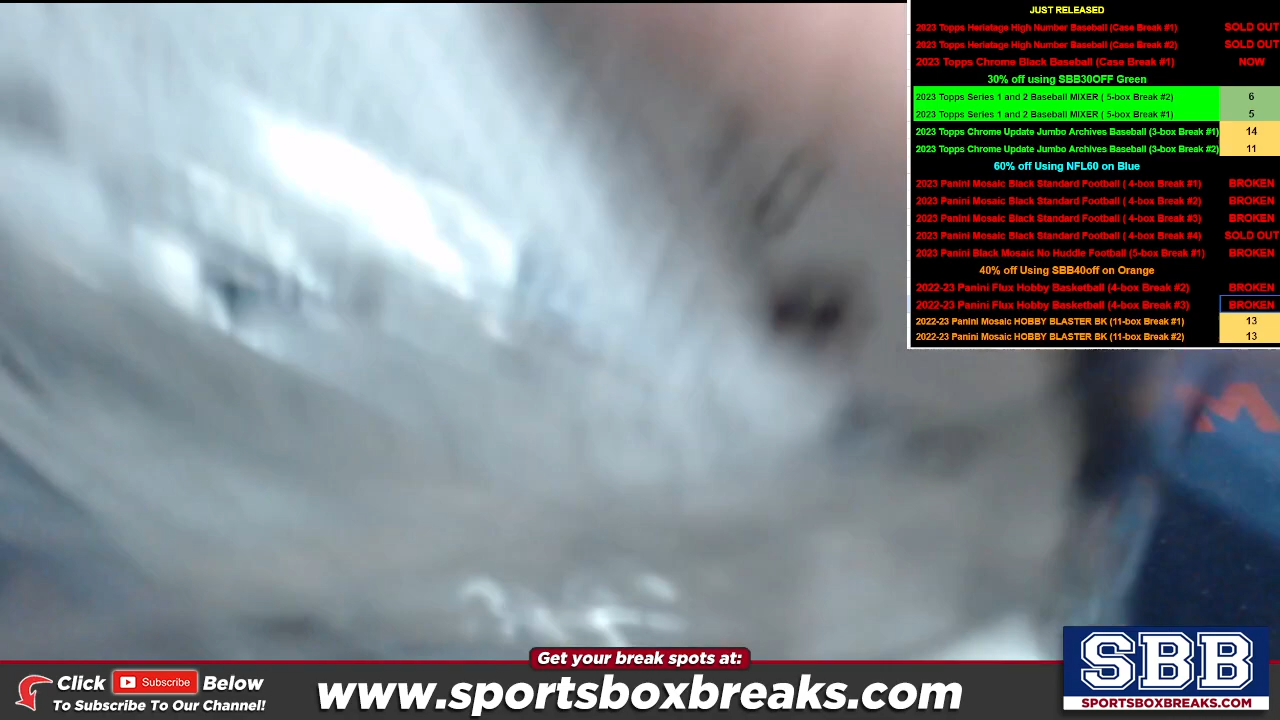 JUST RELEASED
2023 Topps Heriatage High Number Baseball (Case Break #1) SOLD OUT
2023 Topps Heriatage High Number Baseball (Case Break #2) SOLD OUT
2023 Topps Chrome Black Baseball (Case Break #1) NOW
30% off using SBB30OFF Green
2023 Topps Series 1 and 2 Baseball MIXER ( 5-box Break #2) 6
2023 Topps Series 1 and 2 Baseball MIXER ( 5-box Break #1) 5
2023 Topps Chrome Update Jumbo Archives Baseball (3-box Break #1) 14
2023 Topps Chrome Update Jumbo Archives Baseball (3-box Break #2) 11
60% off Using NFL60 on Blue
2023 Panini Mosaic Black Standard Football ( 4-box Break #1) BROKEN
2023 Panini Mosaic Black Standard Football ( 4-box Break #2) BROKEN
2023 Panini Mosaic Black Standard Football ( 4-box Break #3) BROKEN
2023 Panini Mosaic Black Standard Football ( 4-box Break #4) SOLD OUT
2023 Panini Black Mosaic No Huddle Football (5-box Break #1) BROKEN
40% off Using SBB40off on Orange
2022-23 Panini Flux Hobby Basketball (4-box Break #2) BROKEN
2022-23 Panini Flux Hobby Basketball (4-box Break #3) BROKEN
2022-23 Panini Mosaic HOBBY BLASTER BK (11-box Break #1) 13
2022-23 Panini Mosaic HOBBY BLASTER BK (11-box Break #2) 13
Get your break spots at:
Click Subscribe Below
To Subscribe To Our Channel!
www.sportsboxbreaks.com
SBB
SPORTSBOXBREAKS.COM